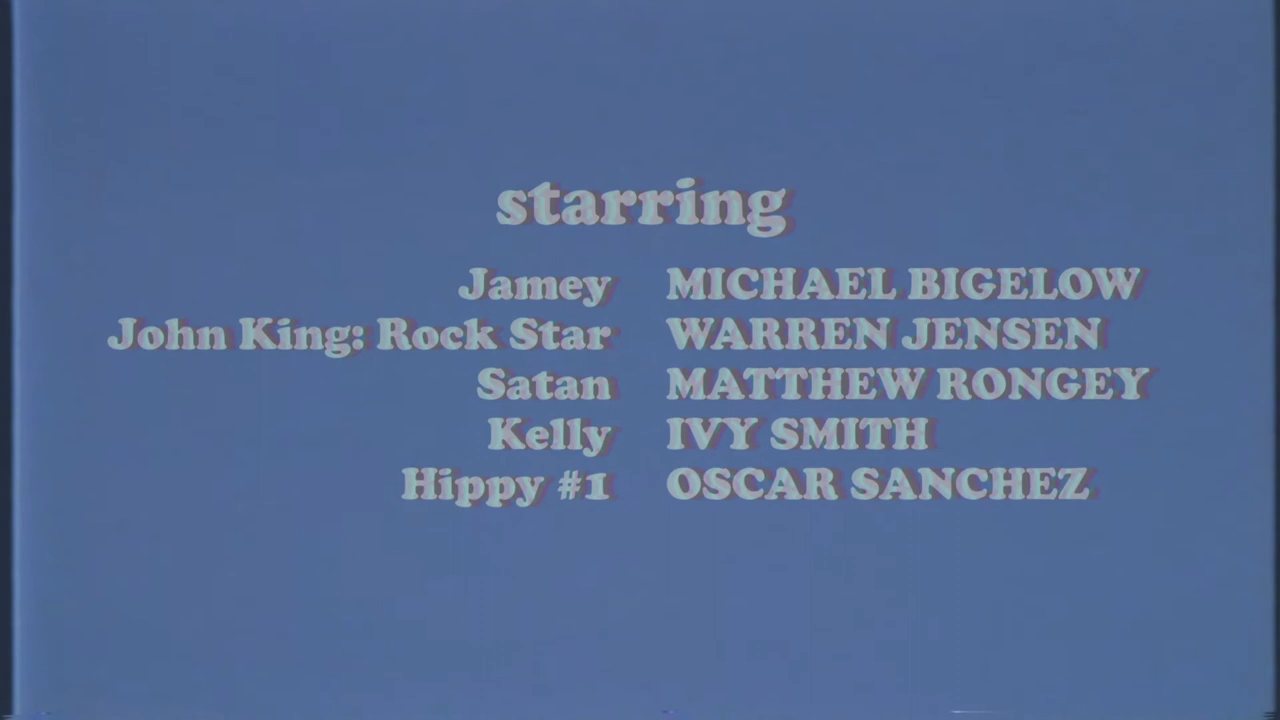 starring
Jamey MICHAEL BIGELOW
John King: Rock Star WARREN JENSEN
Satan MATTHEW RONGEY
Kelly IVY SMITH
Hippy #1 OSCAR SANCHEZ